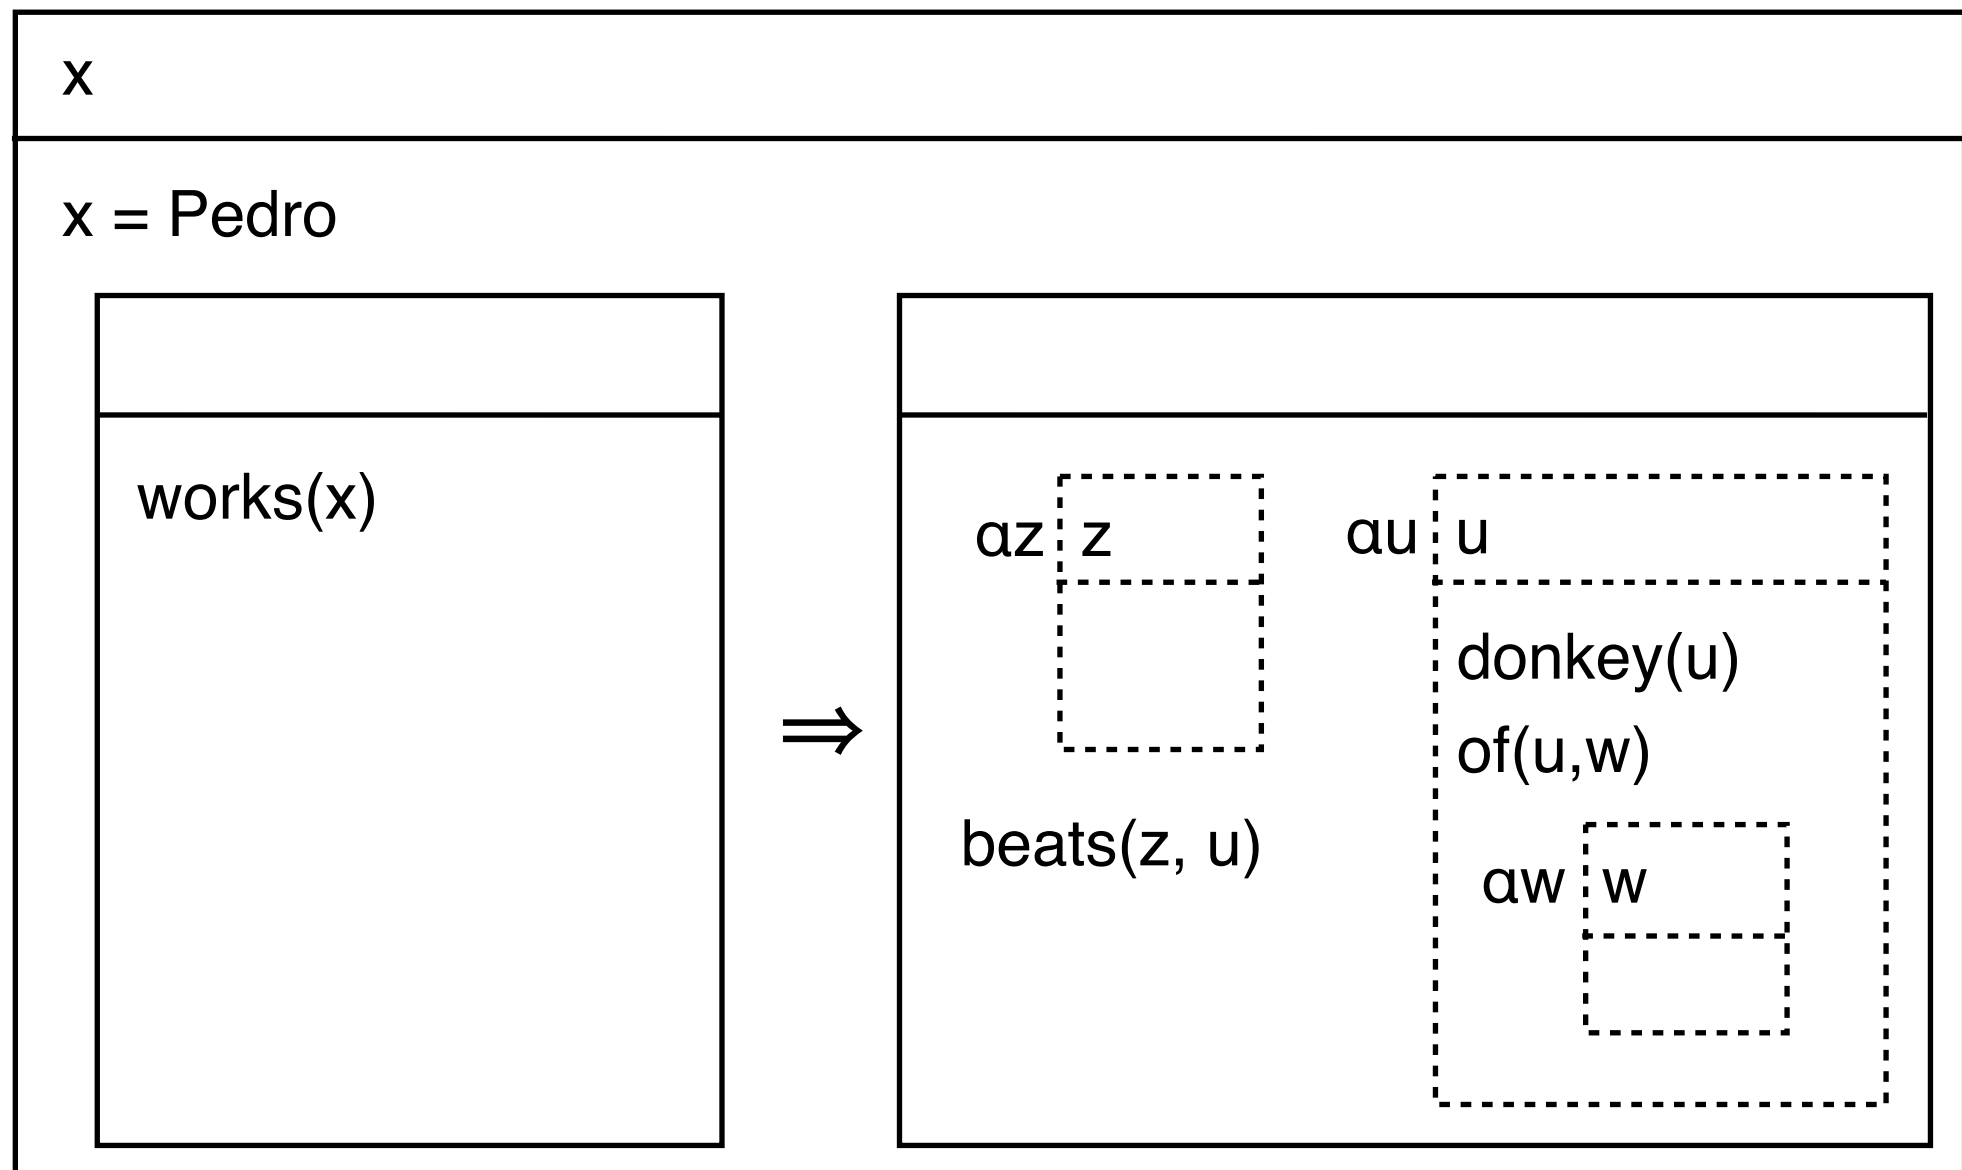 x
x = Pedro
works(x)
⇒
αz z
αu u
donkey(u)
of(u,w)
beats(z, u)
αw w